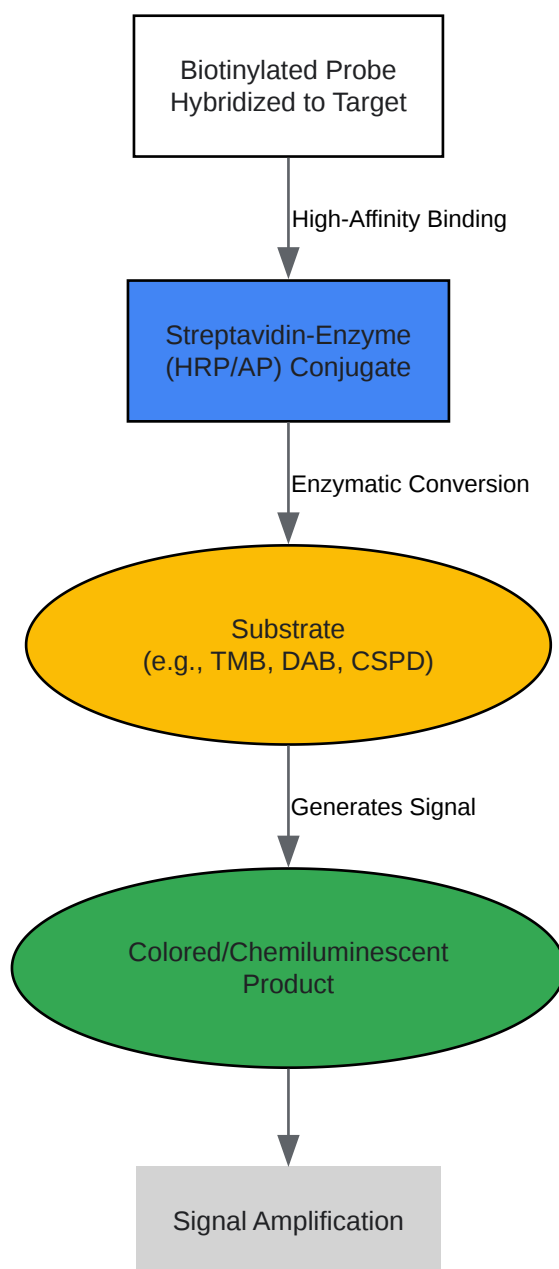 Biotinylated Probe
Hybridized to Target
High-Affinity Binding
Streptavidin-Enzyme
(HRP/AP) Conjugate
Enzymatic Conversion
Substrate
(e.g., TMB, DAB, CSPD)
Generates Signal
Colored/Chemiluminescent
Product
Signal Amplification